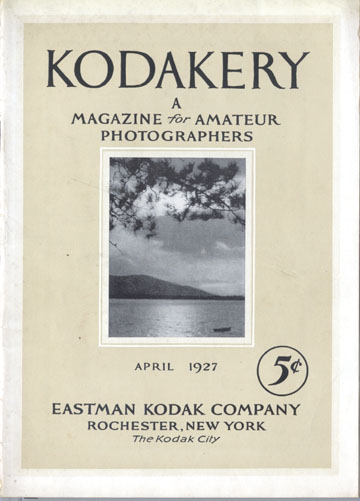 KODAKERY
A
MAGAZINE for AMATEUR
PHOTOGRAPHERS
APRIL 1927
5¢
EASTMAN KODAK COMPANY
ROCHESTER, NEW YORK
The Kodak City